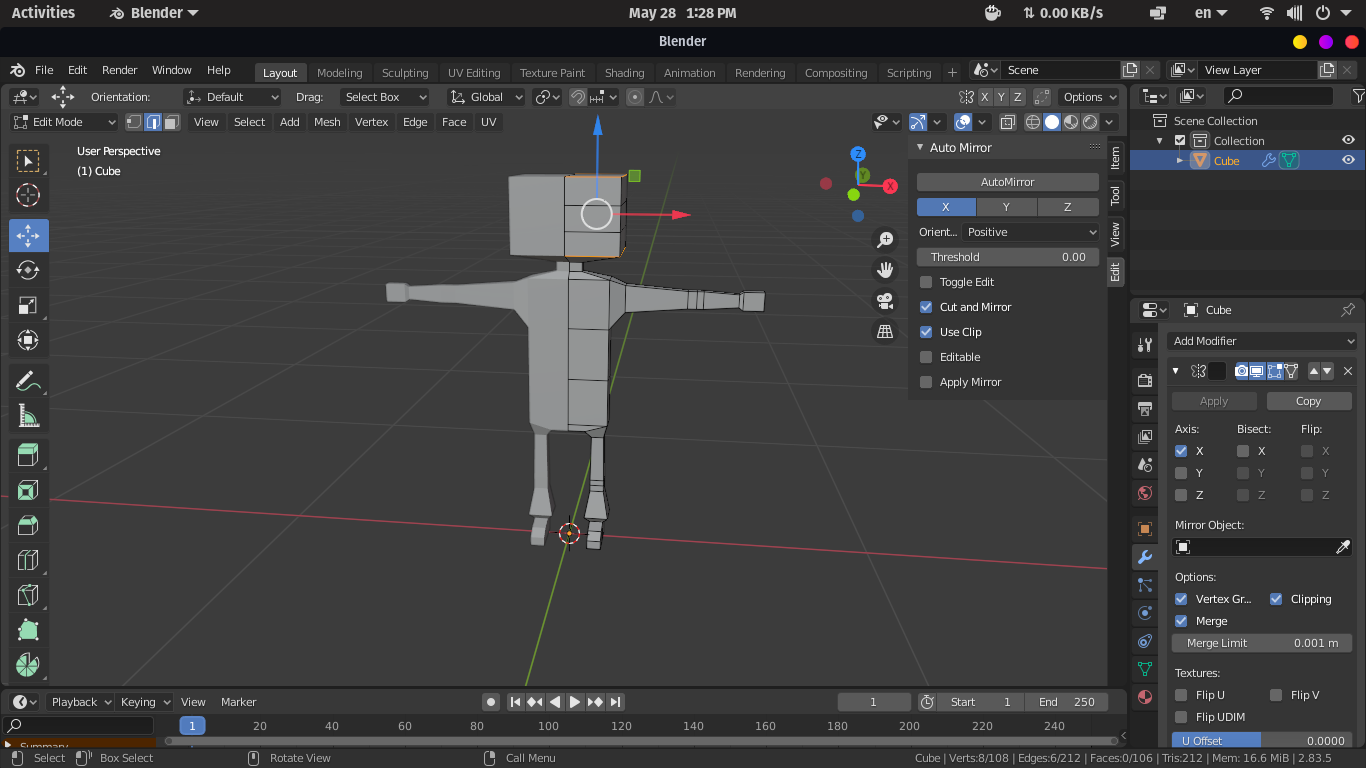 Activities Blender May 28 1:28 PM 0.00 KB/s en
Blender
File Edit Render Window Help Layout Modeling Sculpting UV Editing Texture Paint Shading Animation Rendering Compositing Scripting + Scene View Layer
Orientation: Default Drag: Select Box Global X Y Z Options
Edit Mode View Select Add Mesh Vertex Edge Face UV
User Perspective
(1) Cube
Auto Mirror
AutoMirror
X Y Z
Orient... Positive
Threshold 0.00
Toggle Edit
Cut and Mirror
Use Clip
Editable
Apply Mirror
Item
Tool
View
Edit
Z
Y
X
Scene Collection
Collection
Cube
Cube
Add Modifier
Apply Copy
Axis: Bisect: Flip:
X X X
Y Y Y
Z Z Z
Mirror Object:
Options:
Vertex Gr... Clipping
Merge
Merge Limit 0.001 m
Textures:
Flip U Flip V
Flip UDIM
U Offset 0.0000
Playback Keying View Marker 1 Start 1 End 250
1 20 40 60 80 100 120 140 160 180 200 220 240
Summary
Select Box Select Rotate View Call Menu Cube | Verts:8/108 | Edges:6/212 | Faces:0/106 | Tris:212 | Mem: 16.6 MiB | 2.83.5